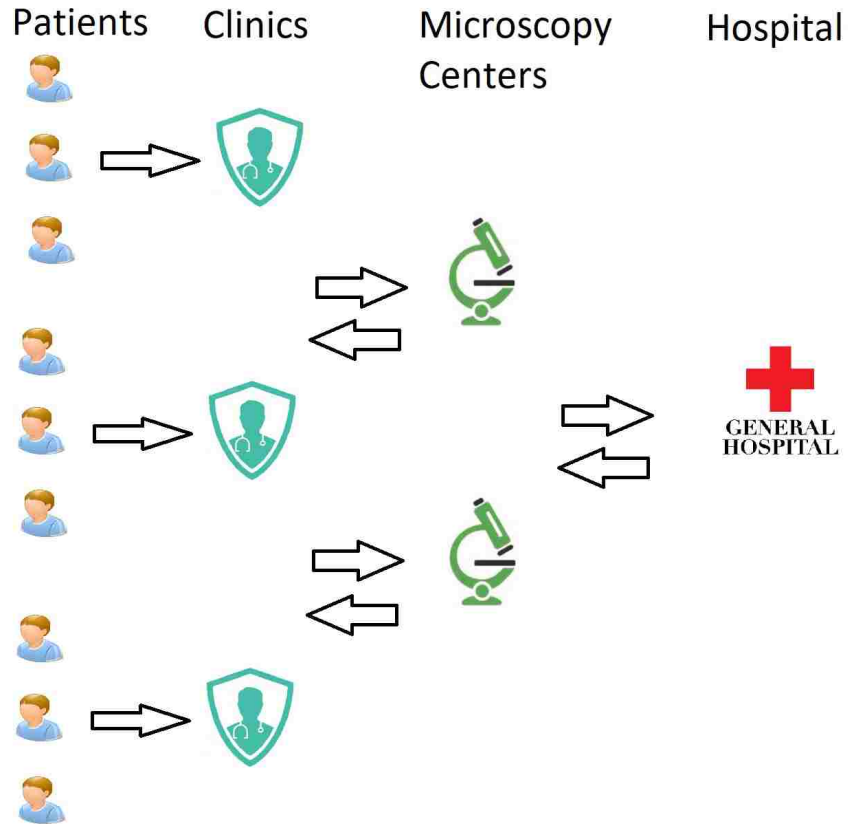 Patients
Clinics
Microscopy
Centers
Hospital
GENERAL
HOSPITAL